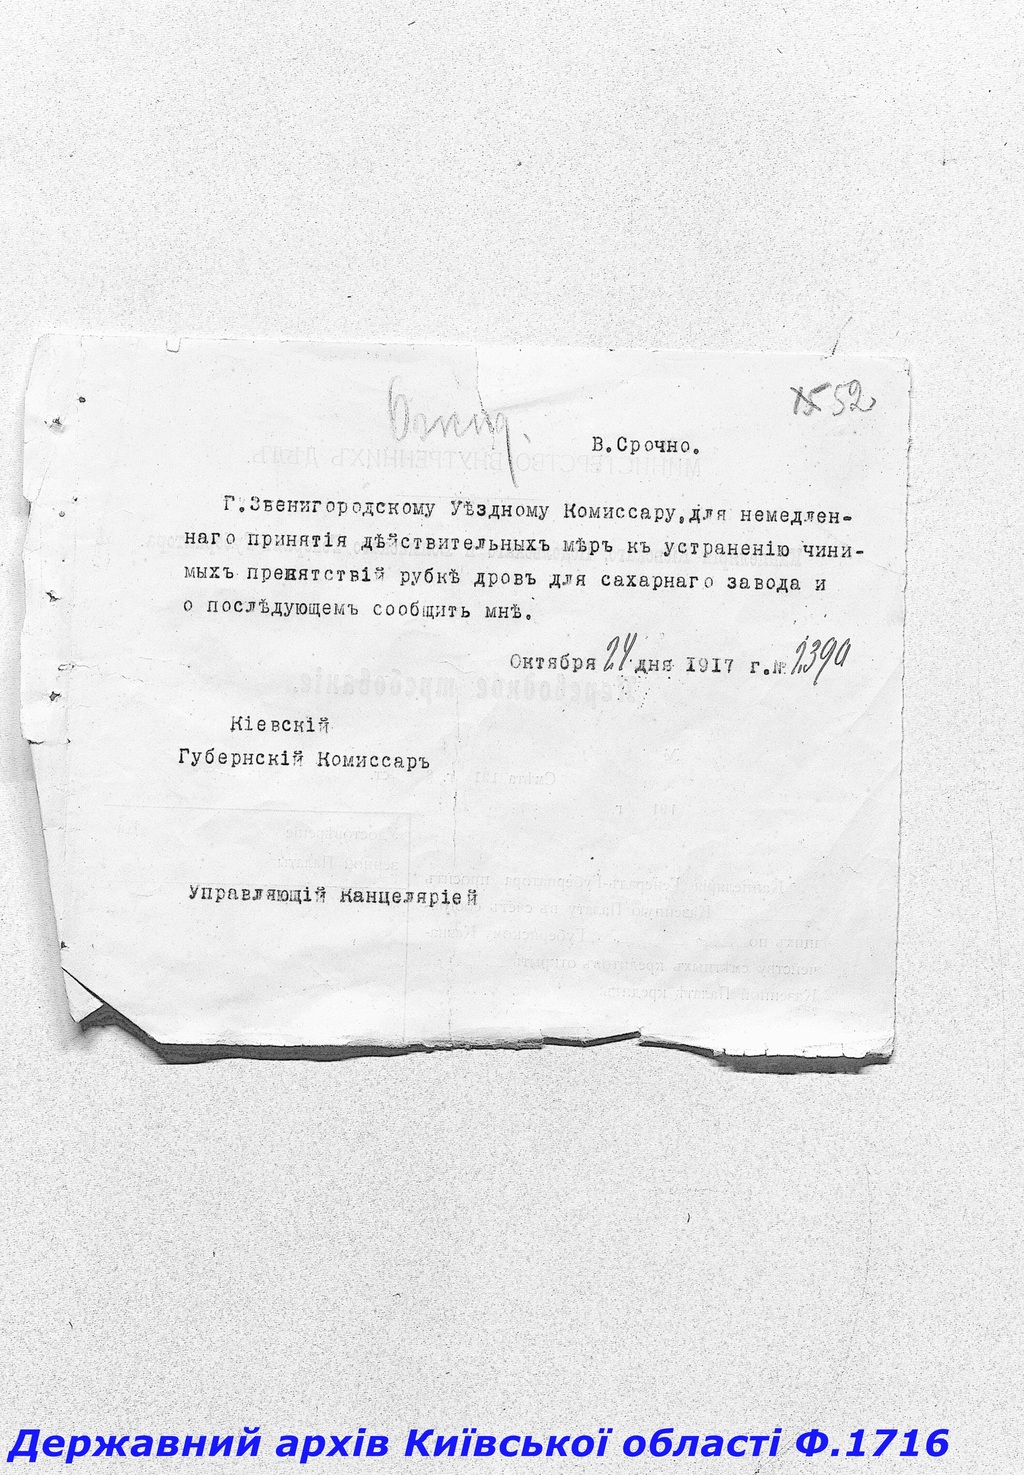 52
В.Срочно.
Г.Звенигородскому Уѣздному Комиссару,для немедлен-
наго принятія дѣйствительныхъ мѣръ къ устраненію чини-
мыхъ препятствій рубкѣ дровъ для сахарнаго завода и
о послѣдующемъ сообщить мнѣ.
Октября 24 дня 1917 г.№
Кіевскій
Губернскій Комиссаръ
Управляющій Канцеляріей
Державний архів Київської області Ф.1716